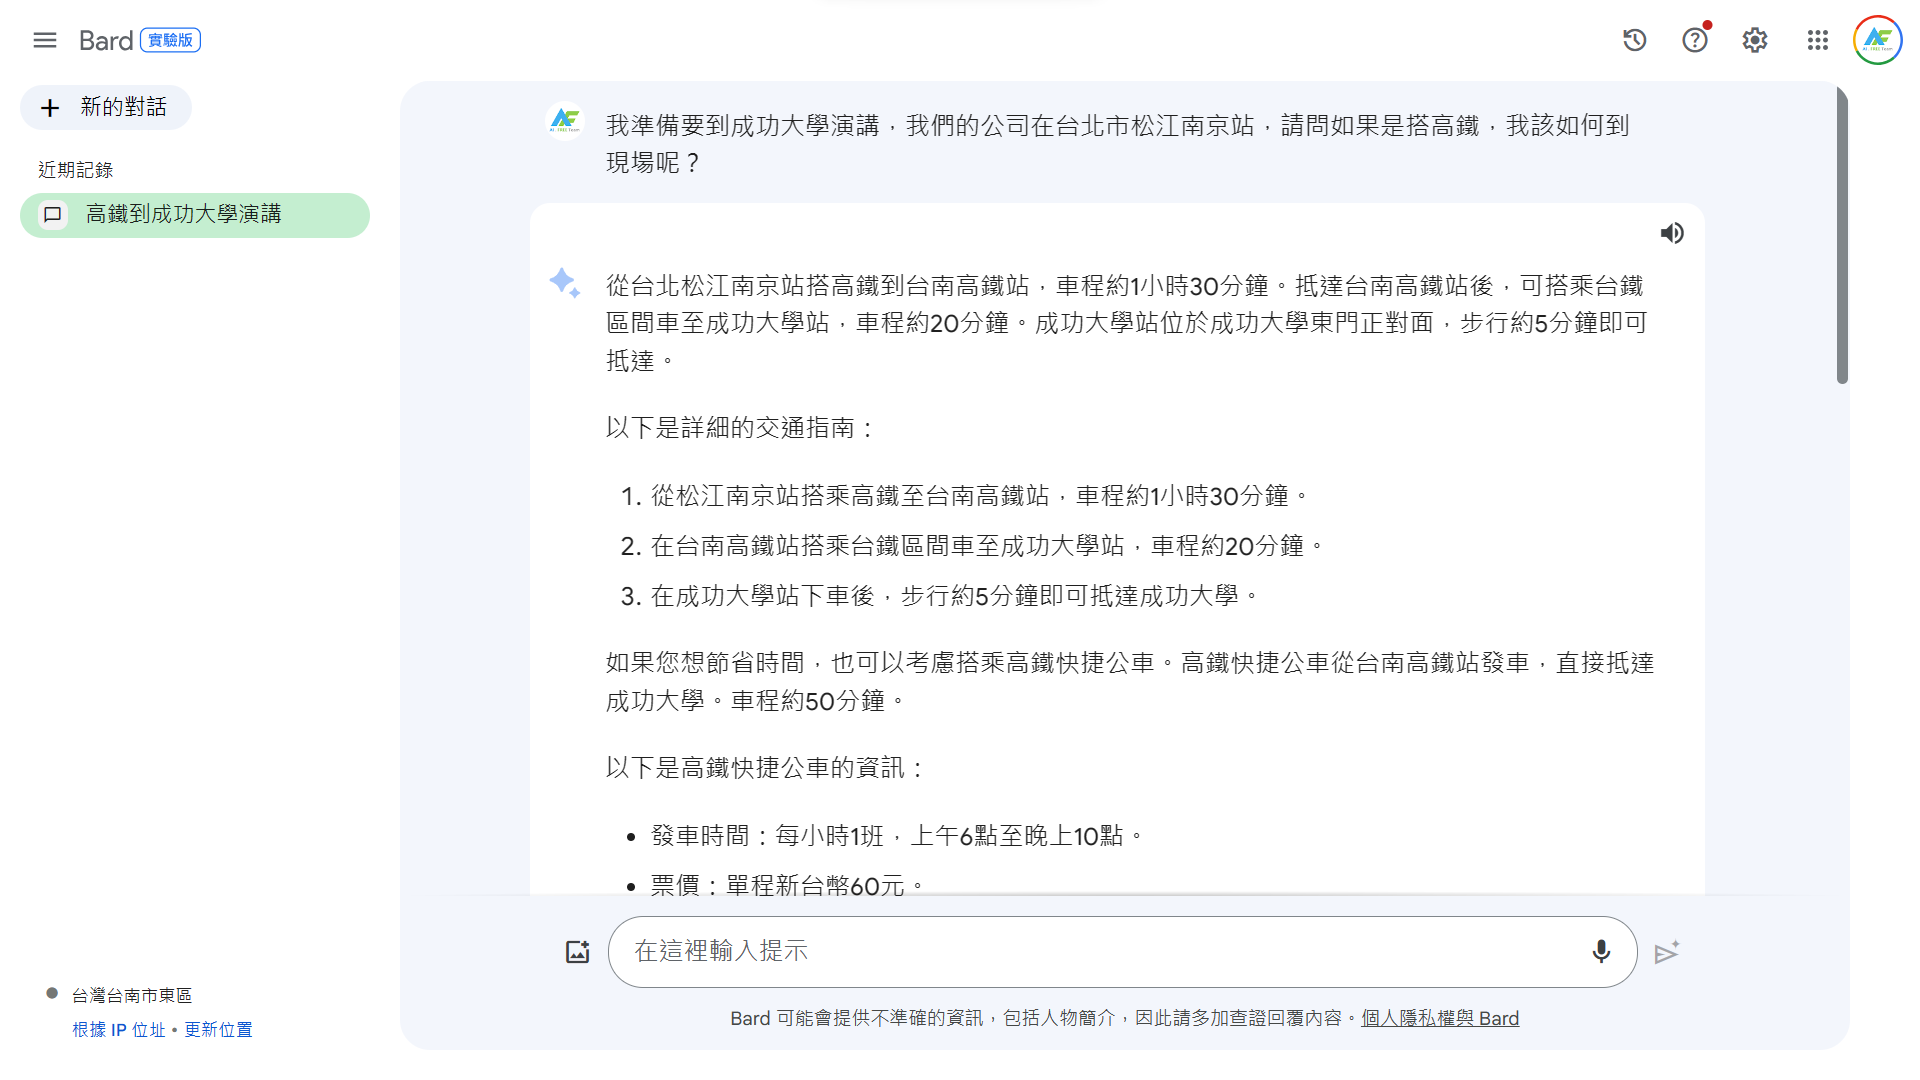 Bard 實驗版
新的對話
近期記錄
高鐵到成功大學演講
我準備要到成功大學演講，我們的公司在台北市松江南京站，請問如果是搭高鐵，我該如何到
現場呢？
從台北松江南京站搭高鐵到台南高鐵站，車程約1小時30分鐘。抵達台南高鐵站後，可搭乘台鐵
區間車至成功大學站，車程約20分鐘。成功大學站位於成功大學東門正對面，步行約5分鐘即可
抵達。
以下是詳細的交通指南：
1. 從松江南京站搭乘高鐵至台南高鐵站，車程約1小時30分鐘。
2. 在台南高鐵站搭乘台鐵區間車至成功大學站，車程約20分鐘。
3. 在成功大學站下車後，步行約5分鐘即可抵達成功大學。
如果您想節省時間，也可以考慮搭乘高鐵快捷公車。高鐵快捷公車從台南高鐵站發車，直接抵達
成功大學。車程約50分鐘。
以下是高鐵快捷公車的資訊：
• 發車時間：每小時1班，上午6點至晚上10點。
• 票價：單程新台幣60元。
在這裡輸入提示
Bard 可能會提供不準確的資訊，包括人物簡介，因此請多加查證回覆內容。個人隱私權與 Bard
台灣台南市東區
根據 IP 位址 • 更新位置